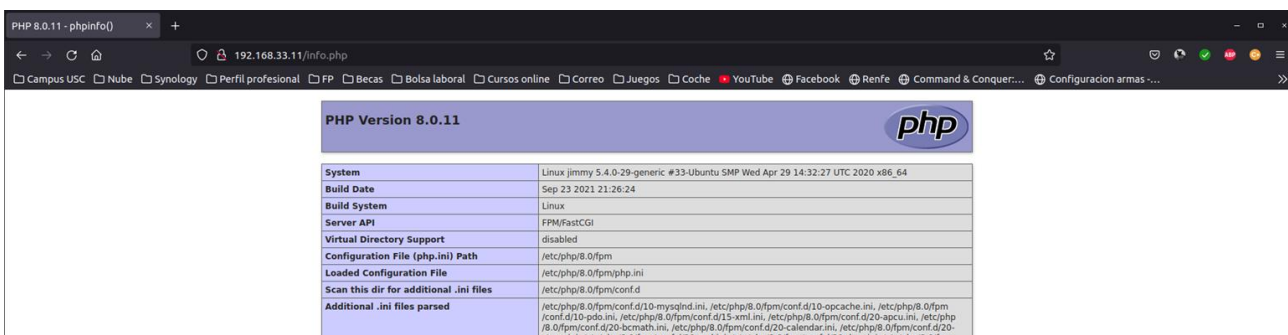 PHP 8.0.11 - phpinfo()
192.168.33.11/info.php
Campus USC Nube Synology Perfil profesional FP Becas Bolsa laboral Cursos online Correo Juegos Coche YouTube Facebook Renfe Command & Conquer:... Configuracion armas -...
PHP Version 8.0.11
php
System Linux jimmy 5.4.0-29-generic #33-Ubuntu SMP Wed Apr 29 14:32:27 UTC 2020 x86_64
Build Date Sep 23 2021 21:26:24
Build System Linux
Server API FPM/FastCGI
Virtual Directory Support disabled
Configuration File (php.ini) Path /etc/php/8.0/fpm
Loaded Configuration File /etc/php/8.0/fpm/php.ini
Scan this dir for additional .ini files /etc/php/8.0/fpm/conf.d
Additional .ini files parsed /etc/php/8.0/fpm/conf.d/10-mysqlnd.ini, /etc/php/8.0/fpm/conf.d/10-opcache.ini, /etc/php/8.0/fpm
/conf.d/10-pdo.ini, /etc/php/8.0/fpm/conf.d/15-xml.ini, /etc/php/8.0/fpm/conf.d/20-apcu.ini, /etc/php
/8.0/fpm/conf.d/20-bcmath.ini, /etc/php/8.0/fpm/conf.d/20-calendar.ini, /etc/php/8.0/fpm/conf.d/20-